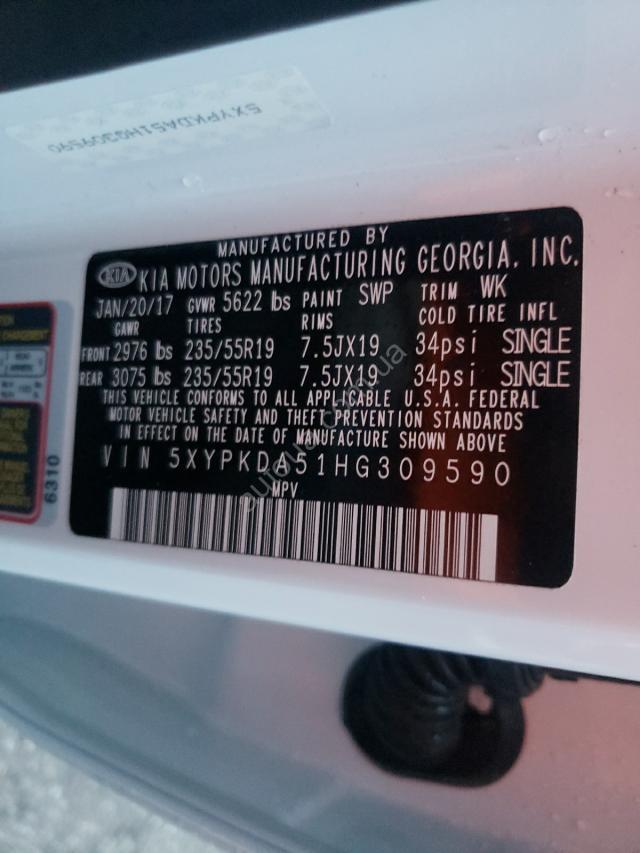 5XYPKDA51HG309590
MANUFACTURED BY
KIA KIA MOTORS MANUFACTURING GEORGIA, INC.
JAN/20/17 GVWR 5622 lbs PAINT SWP TRIM WK
GAWR TIRES RIMS COLD TIRE INFL
FRONT 2976 lbs 235/55R19 7.5JX19 34psi SINGLE
REAR 3075 lbs 235/55R19 7.5JX19 34psi SINGLE
THIS VEHICLE CONFORMS TO ALL APPLICABLE U.S.A. FEDERAL
MOTOR VEHICLE SAFETY AND THEFT PREVENTION STANDARDS
IN EFFECT ON THE DATE OF MANUFACTURE SHOWN ABOVE
VIN 5XYPKDA51HG309590
MPV
6310